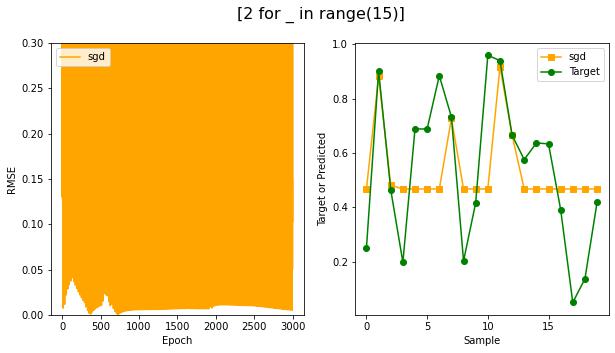 [2 for _ in range(15)]
0.30
0.25
0.20
0.15
0.10
0.05
0.00
RMSE
0
500
1000
1500
2000
2500
3000
Epoch
sgd
1.0
0.8
0.6
0.4
0.2
Target or Predicted
0
5
10
15
Sample
sgd
Target